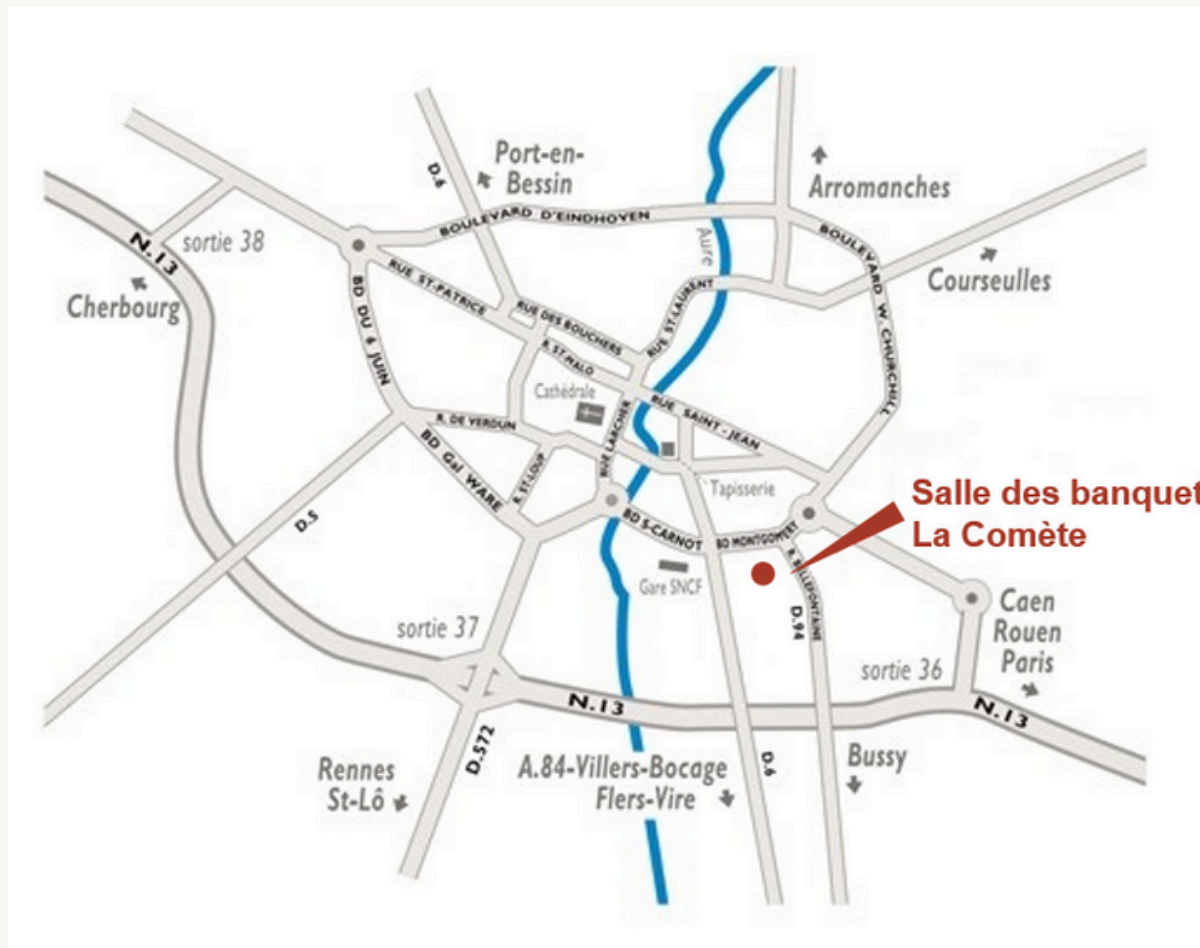 Port-en-
Bessin
D.6
Arromanches
BOULEVARD D'EINDHOVEN
Aure
BOULEVARD W. CHURCHILL
N.13
sortie 38
Cherbourg
Courseulles
RUE ST-PATRICE
BD DU 6 JUIN
RUE DES BOUCHERS
RUE ST-LAURENT
R. ST-MALO
Cathédrale
RUE SAINT-JEAN
RUE LARCHER
R. DE VERDUN
BD Gal WARE
R. ST-LOUP
Tapisserie
Salle des banquet
La Comète
D.5
BD S-CARNOT
BD MONTGOMERY
R. BELLEFONTAINE
Gare SNCF
D.94
Caen
Rouen
Paris
sortie 37
sortie 36
N.13
N.13
D.572
Rennes
St-Lô
A.84-Villers-Bocage
Flers-Vire
D.6
Bussy